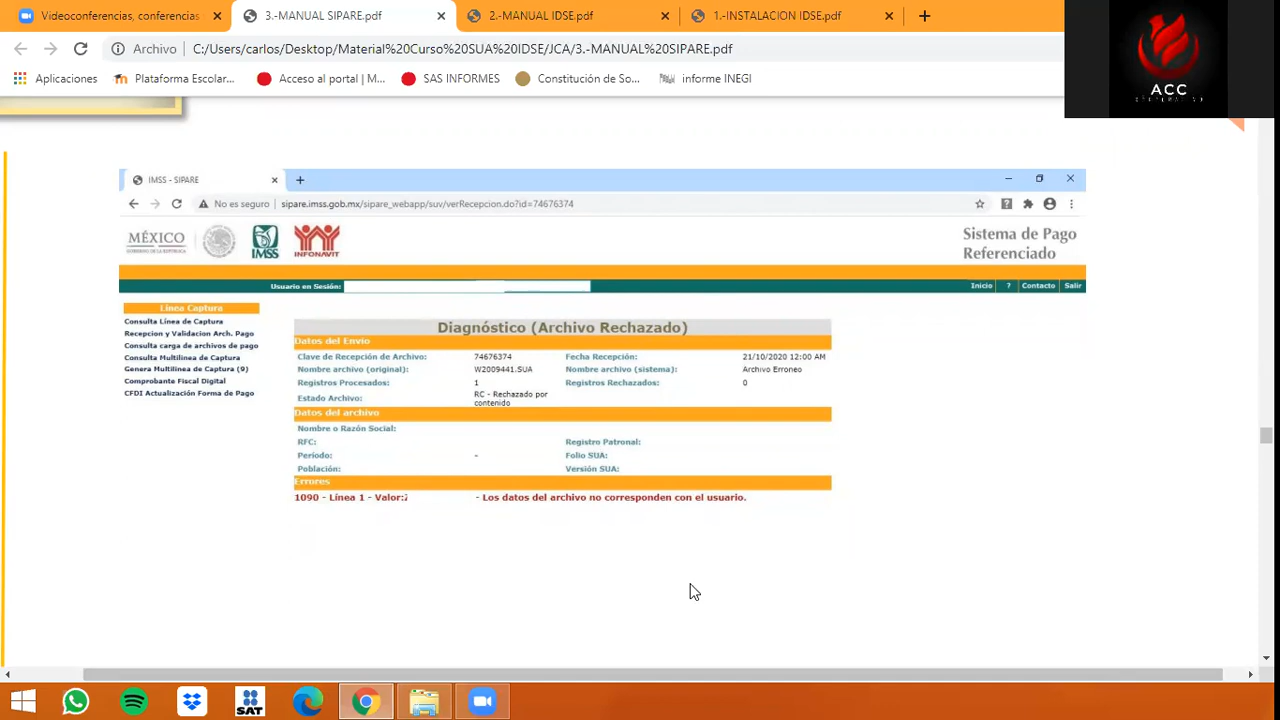 Videoconferencias, conferencias
3.-MANUAL SIPARE.pdf
2.-MANUAL IDSE.pdf
1.-INSTALACION IDSE.pdf
Archivo
C:/Users/carlos/Desktop/Material%20Curso%20SUA%20IDSE/JCA/3.-MANUAL%20SIPARE.pdf
Aplicaciones
Plataforma Escolar...
Acceso al portal | M...
SAS INFORMES
Constitución de So...
informe INEGI
ACC
IMSS - SIPARE
No es seguro
sipare.imss.gob.mx/sipare_webapp/suv/verRecepcion.do?id=74676374
MÉXICO
GOBIERNO DE LA REPÚBLICA
IMSS
INFONAVIT
Sistema de Pago
Referenciado
Usuario en Sesión:
Inicio
?
Contacto
Salir
Línea Captura
Consulta Línea de Captura
Recepcion y Validacion Arch. Pago
Consulta carga de archivos de pago
Consulta Multilinea de Captura
Genera Multilinea de Captura (9)
Comprobante Fiscal Digital
CFDI Actualización Forma de Pago
Diagnóstico (Archivo Rechazado)
Datos del Envio
Clave de Recepción de Archivo: 74676374 Fecha Recepción: 21/10/2020 12:00 AM
Nombre archivo (original): W2009441.SUA Nombre archivo (sistema): Archivo Erroneo
Registros Procesados: 1 Registros Rechazados: 0
Estado Archivo: RC - Rechazado por
contenido
Datos del archivo
Nombre o Razón Social:
RFC: Registro Patronal:
Período: - Folio SUA:
Población: Versión SUA:
Errores
1090 - Línea 1 - Valor: - Los datos del archivo no corresponden con el usuario.
SAT